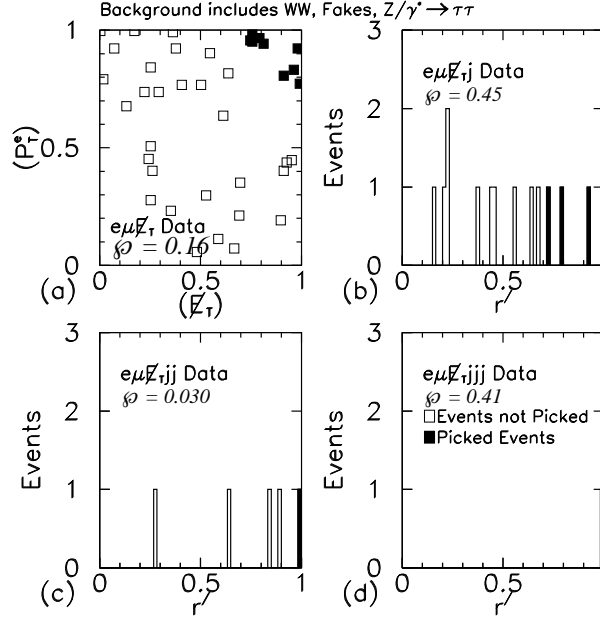 Background includes WW, Fakes, Z/γ* → ττ
1
0.5
0
(P_T^e)
eμE̸_T Data
℘ = 0.16
0
0.5
1
(a)
(E̸_T)
3
2
1
0
Events
eμE̸_Tj Data
℘ = 0.45
0
0.5
(b)
r′
3
2
1
0
Events
eμE̸_Tjj Data
℘ = 0.030
0
0.5
1
(c)
r′
3
2
1
0
Events
eμE̸_Tjjj Data
℘ = 0.41
Events not Picked
Picked Events
0
0.5
(d)
r′